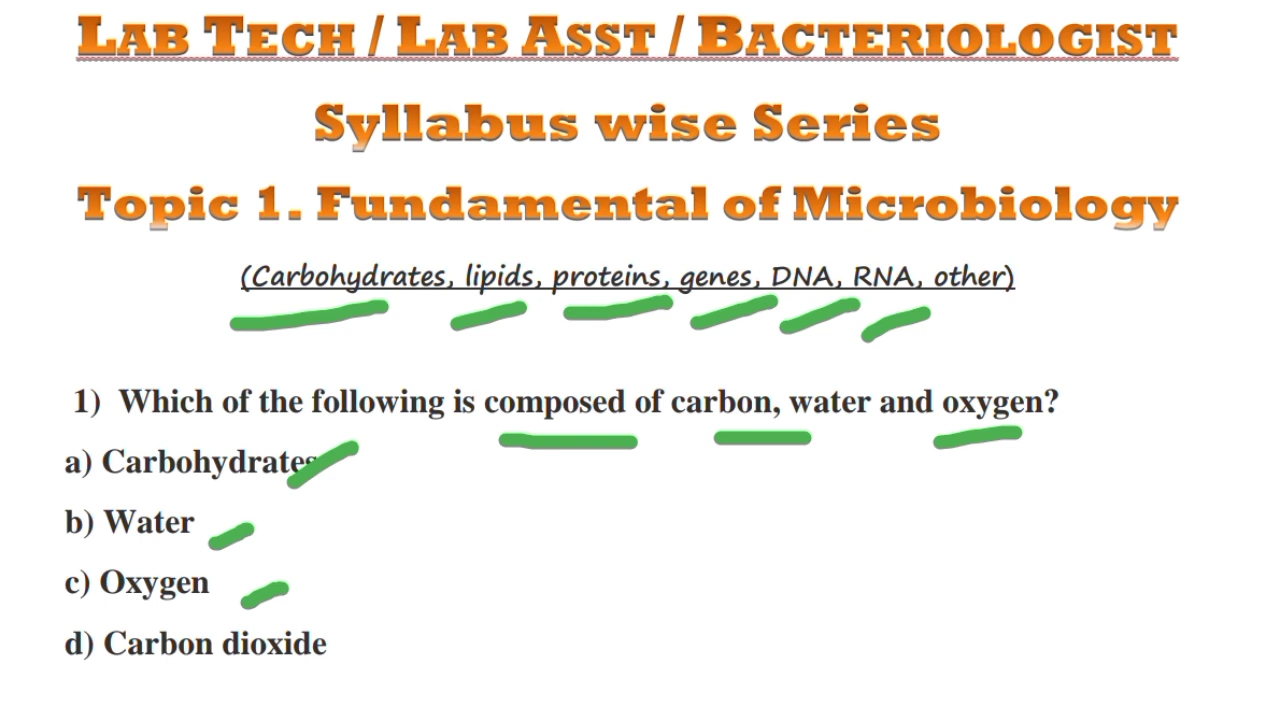 LAB TECH / LAB ASST / BACTERIOLOGIST
Syllabus wise Series
Topic 1. Fundamental of Microbiology
(Carbohydrates, lipids, proteins, genes, DNA, RNA, other)
1) Which of the following is composed of carbon, water and oxygen?
a) Carbohydrates
b) Water
c) Oxygen
d) Carbon dioxide